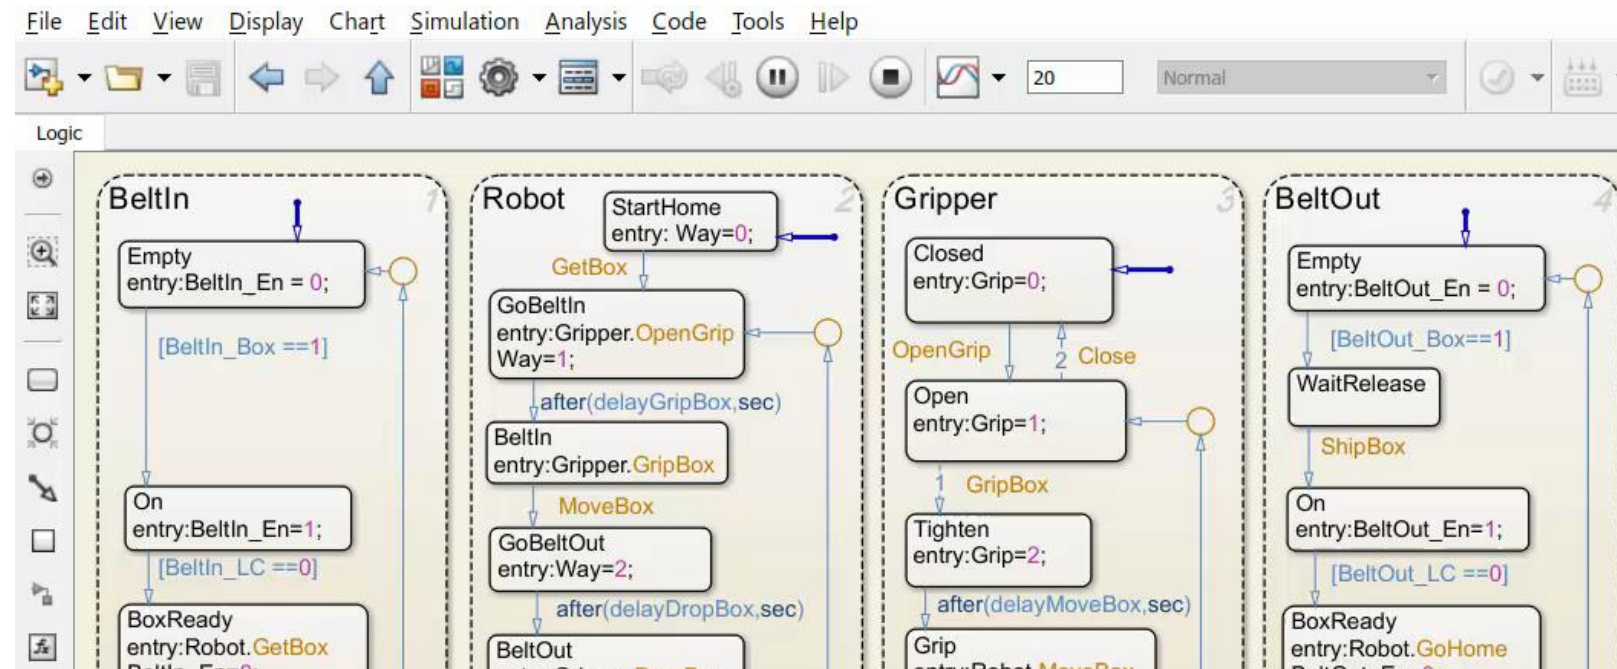 File Edit View Display Chart Simulation Analysis Code Tools Help
20 Normal
Logic
BeltIn 1
Empty
entry:BeltIn_En = 0;
[BeltIn_Box ==1]
On
entry:BeltIn_En=1;
[BeltIn_LC ==0]
BoxReady
entry:Robot.GetBox
Robot 2
StartHome
entry: Way=0;
GetBox
GoBeltIn
entry:Gripper.OpenGrip
Way=1;
after(delayGripBox,sec)
BeltIn
entry:Gripper.GripBox
MoveBox
GoBeltOut
entry:Way=2;
after(delayDropBox,sec)
BeltOut
Gripper 3
Closed
entry:Grip=0;
OpenGrip
2 Close
Open
entry:Grip=1;
1 GripBox
Tighten
entry:Grip=2;
after(delayMoveBox,sec)
Grip
entry:Robot.MoveBox
BeltOut 4
Empty
entry:BeltOut_En = 0;
[BeltOut_Box==1]
WaitRelease
ShipBox
On
entry:BeltOut_En=1;
[BeltOut_LC ==0]
BoxReady
entry:Robot.GoHome